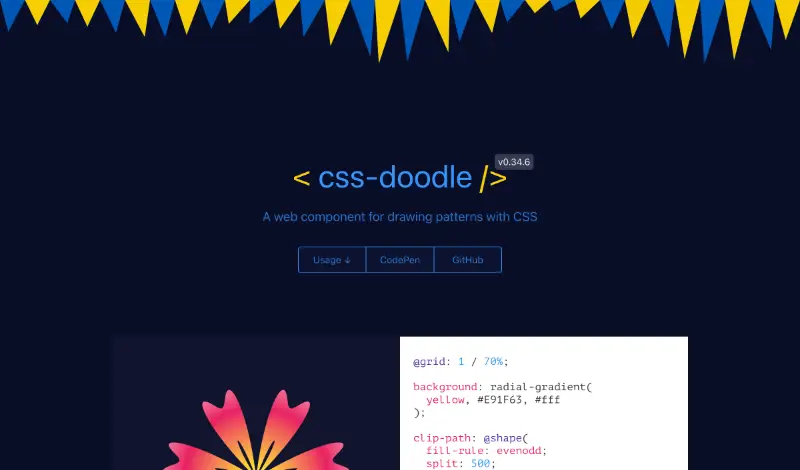 < css-doodle />
v0.34.6
A web component for drawing patterns with CSS
Usage ↓
CodePen
GitHub
@grid: 1 / 70%;
background: radial-gradient(
yellow, #E91F63, #fff
);
clip-path: @shape(
fill-rule: evenodd;
split: 500;